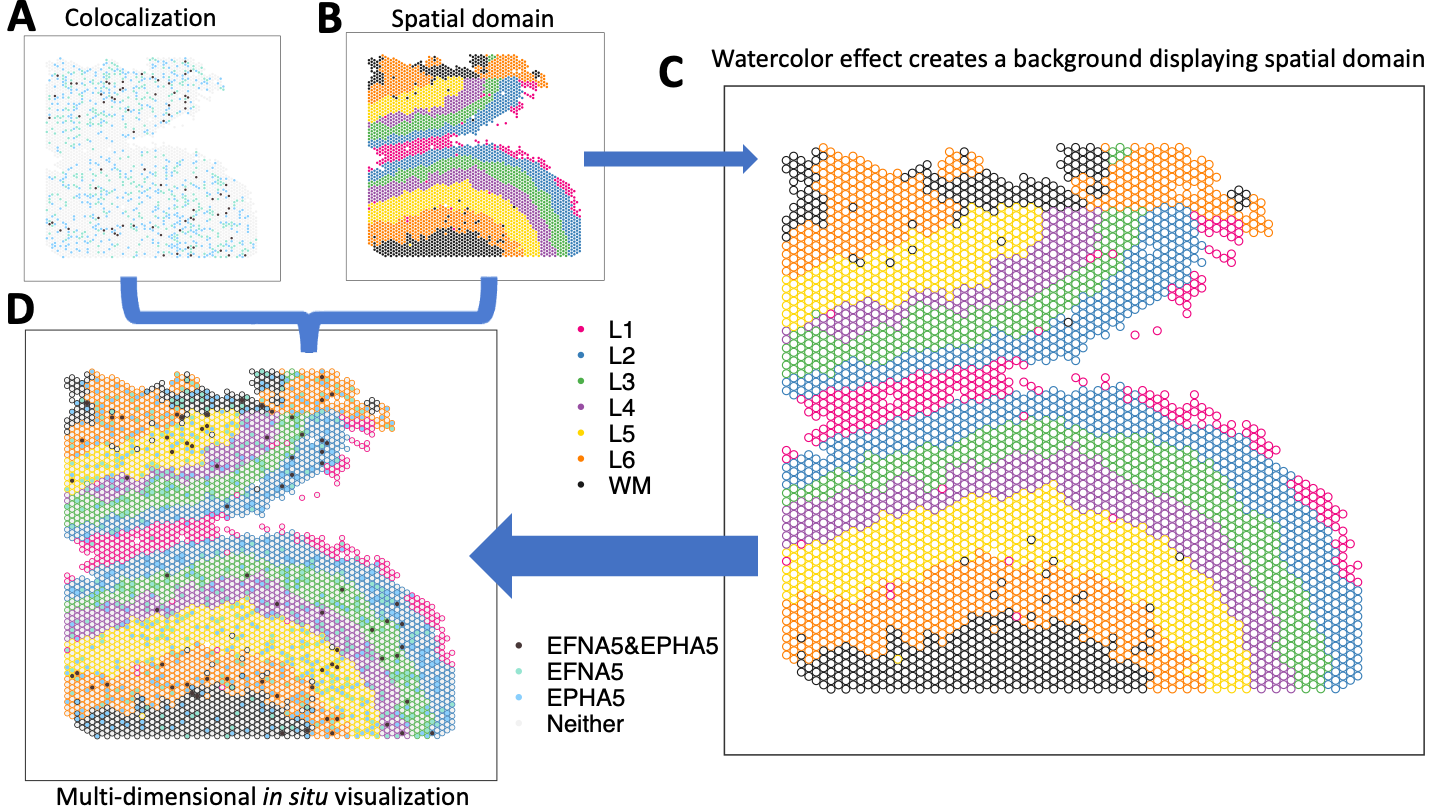 A
Colocalization
B
Spatial domain
C
Watercolor effect creates a background displaying spatial domain
D
L1
L2
L3
L4
L5
L6
WM
EFNA5&EPHA5
EFNA5
EPHA5
Neither
Multi-dimensional in situ visualization